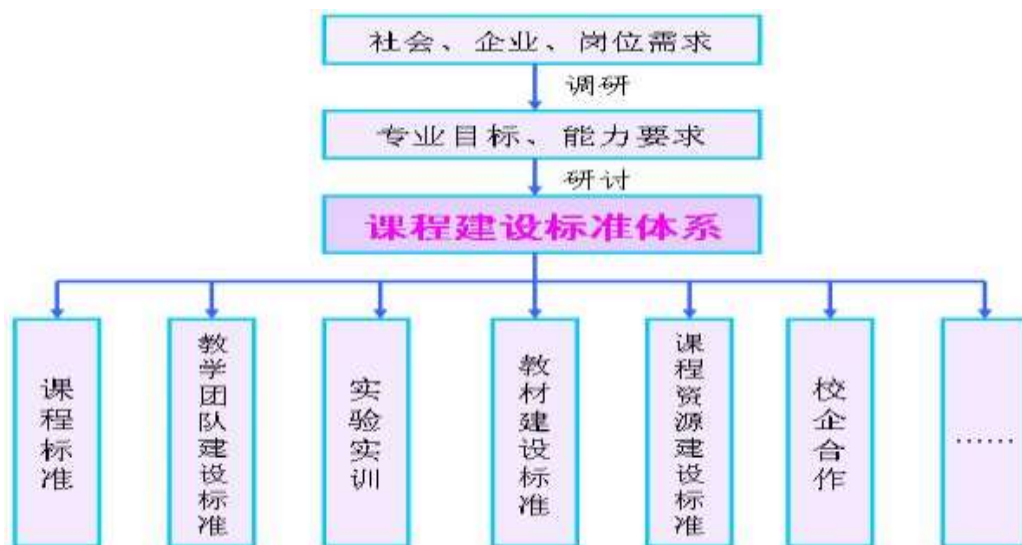 社会、企业、岗位需求
调研
专业目标、能力要求
研讨
课程建设标准体系
课程标准
教学团队建设标准
实验实训
教材建设标准
课程资源建设标准
校企合作
……